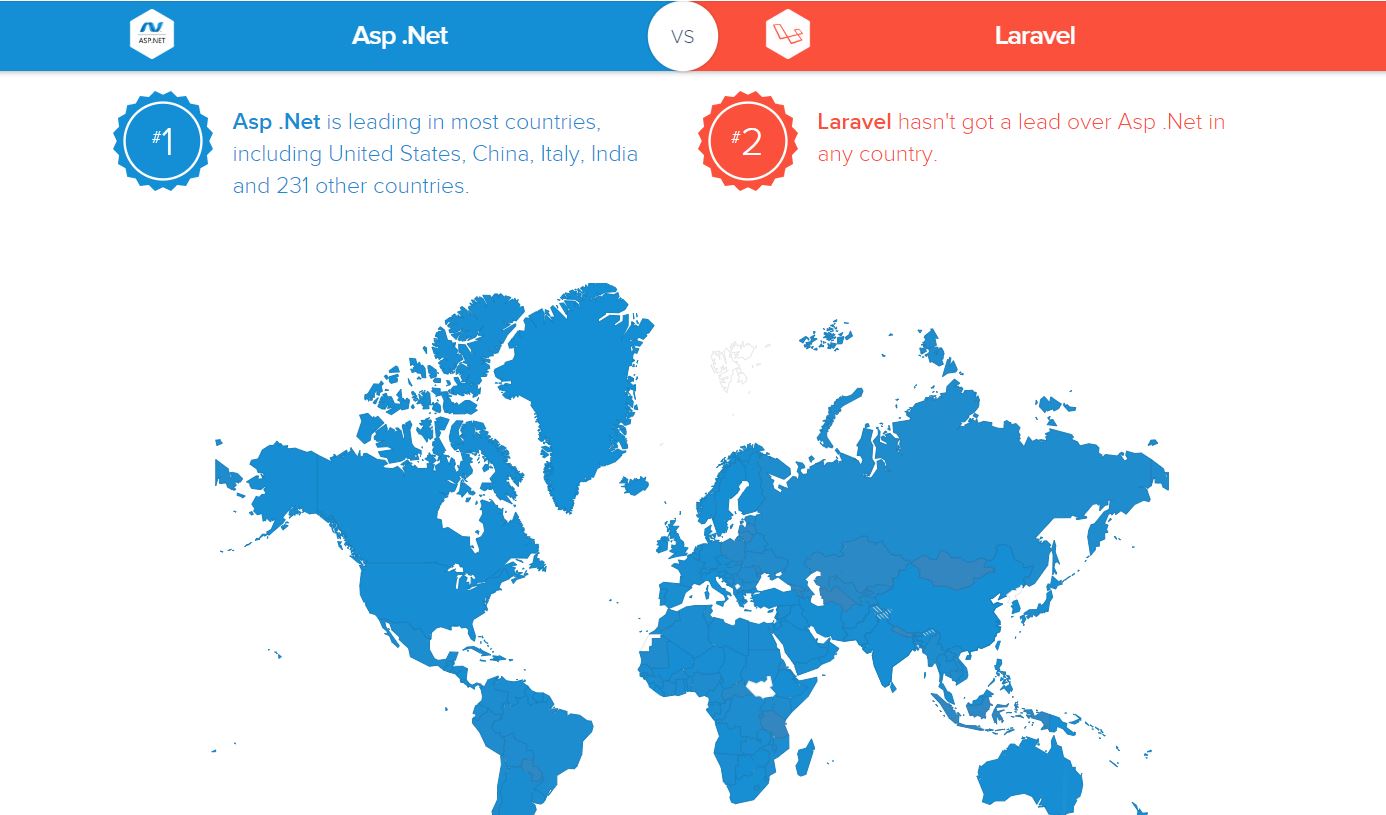 ASP.NET
Asp .Net
VS
Laravel
#1
Asp .Net is leading in most countries,
including United States, China, Italy, India
and 231 other countries.
#2
Laravel hasn't got a lead over Asp .Net in
any country.